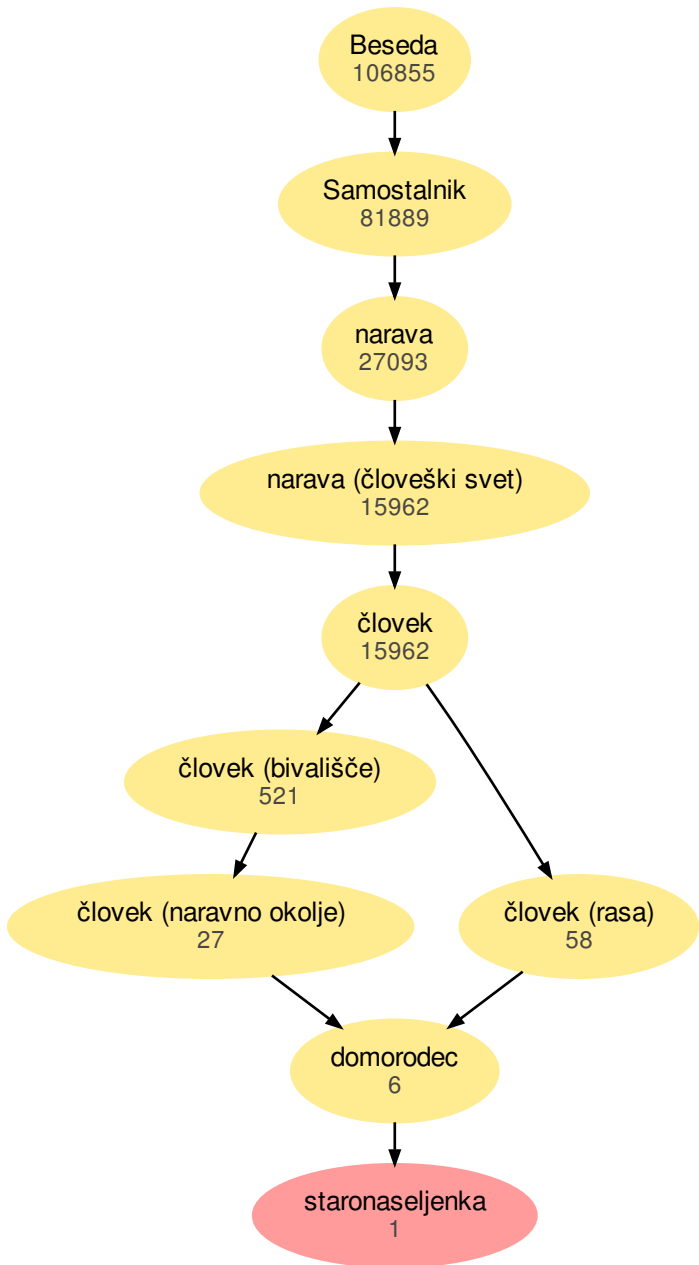 Beseda
106855
Samostalnik
81889
narava
27093
narava (človeški svet)
15962
človek
15962
človek (bivališče)
521
človek (naravno okolje)
27
človek (rasa)
58
domorodec
6
staronaseljenka
1